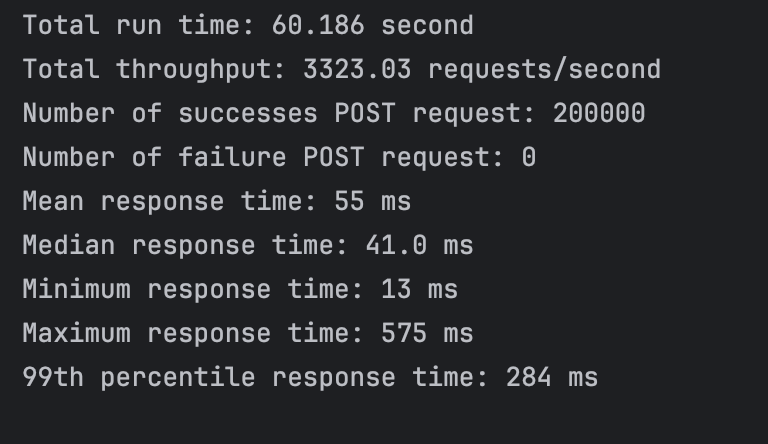 Total run time: 60.186 second
Total throughput: 3323.03 requests/second
Number of successes POST request: 200000
Number of failure POST request: 0
Mean response time: 55 ms
Median response time: 41.0 ms
Minimum response time: 13 ms
Maximum response time: 575 ms
99th percentile response time: 284 ms